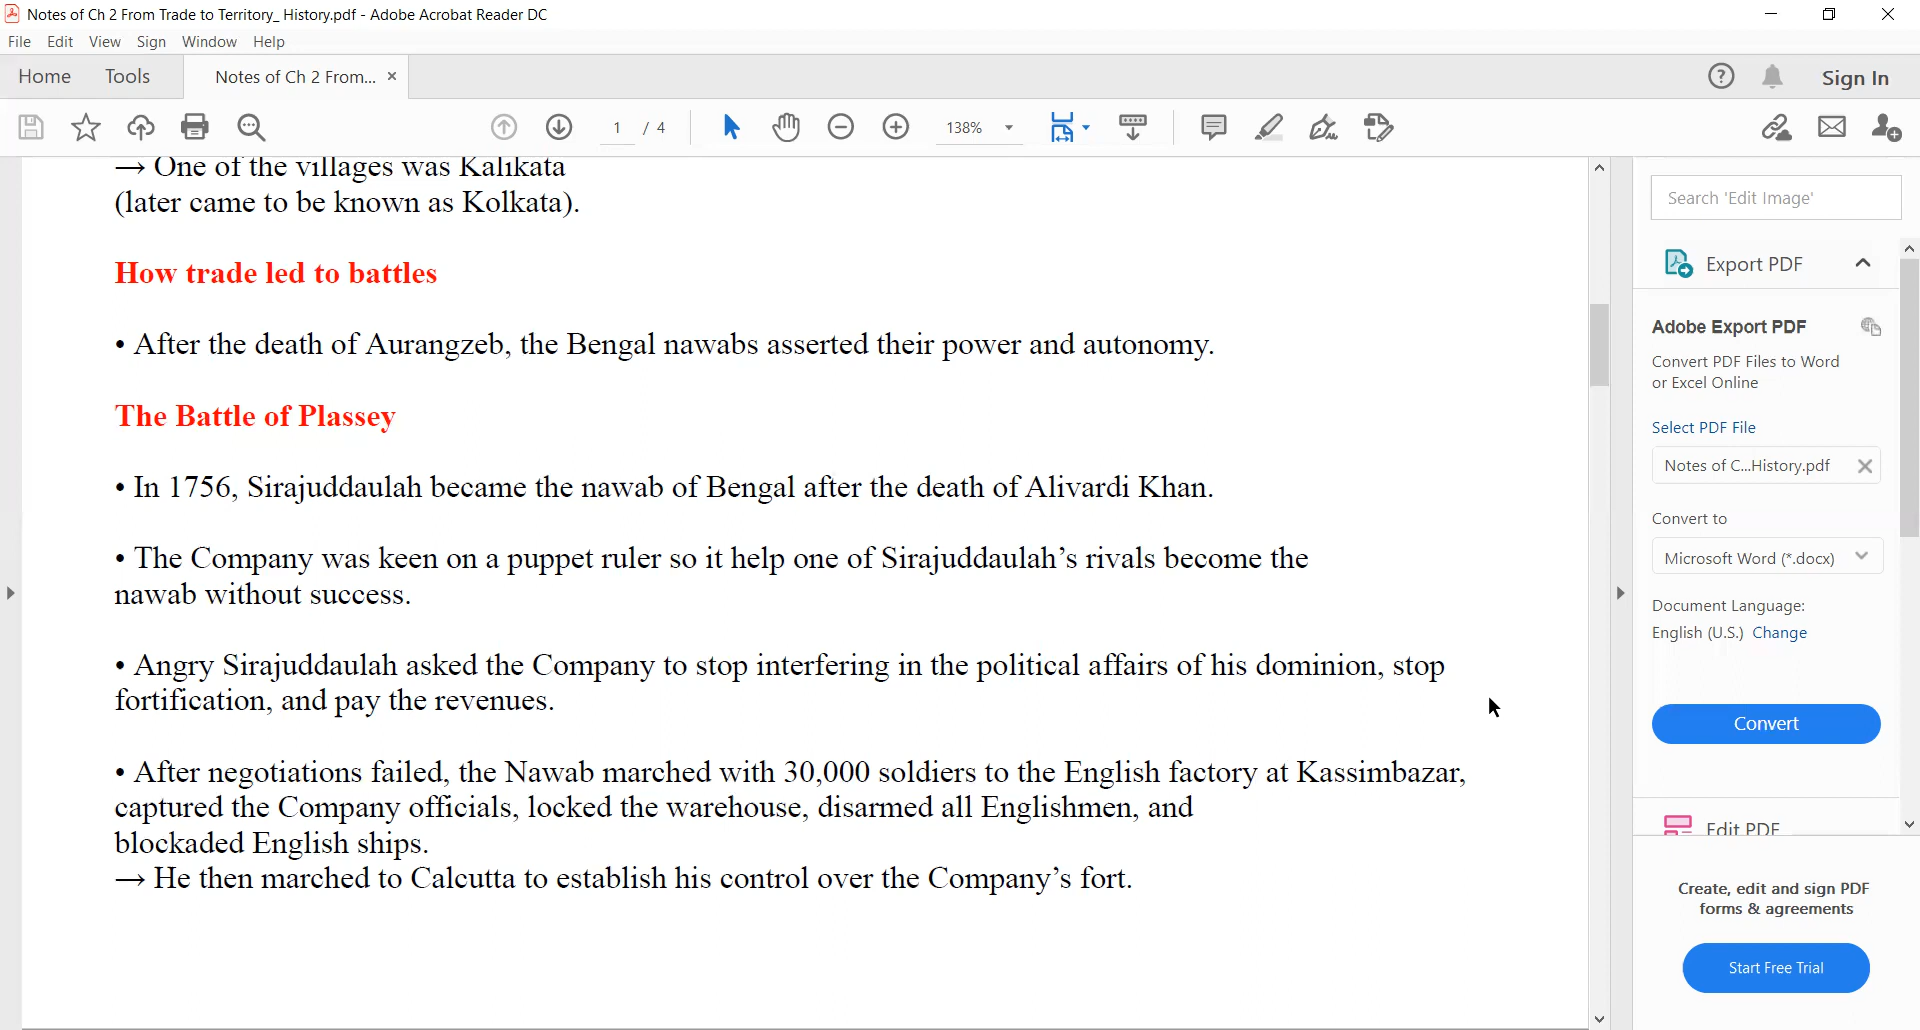 Notes of Ch 2 From Trade to Territory_ History.pdf - Adobe Acrobat Reader DC
File Edit View Sign Window Help
Home Tools Notes of Ch 2 From... × ? Sign In
1 / 4 138%
→ One of the villages was Kalikata
(later came to be known as Kolkata).
How trade led to battles
• After the death of Aurangzeb, the Bengal nawabs asserted their power and autonomy.
The Battle of Plassey
• In 1756, Sirajuddaulah became the nawab of Bengal after the death of Alivardi Khan.
• The Company was keen on a puppet ruler so it help one of Sirajuddaulah’s rivals become the
nawab without success.
• Angry Sirajuddaulah asked the Company to stop interfering in the political affairs of his dominion, stop
fortification, and pay the revenues.
• After negotiations failed, the Nawab marched with 30,000 soldiers to the English factory at Kassimbazar,
captured the Company officials, locked the warehouse, disarmed all Englishmen, and
blockaded English ships.
→ He then marched to Calcutta to establish his control over the Company’s fort.
Search 'Edit Image'
Export PDF
Adobe Export PDF
Convert PDF Files to Word
or Excel Online
Select PDF File
Notes of C...History.pdf
Convert to
Microsoft Word (*.docx)
Document Language:
English (U.S.) Change
Convert
Edit PDF
Create, edit and sign PDF
forms & agreements
Start Free Trial